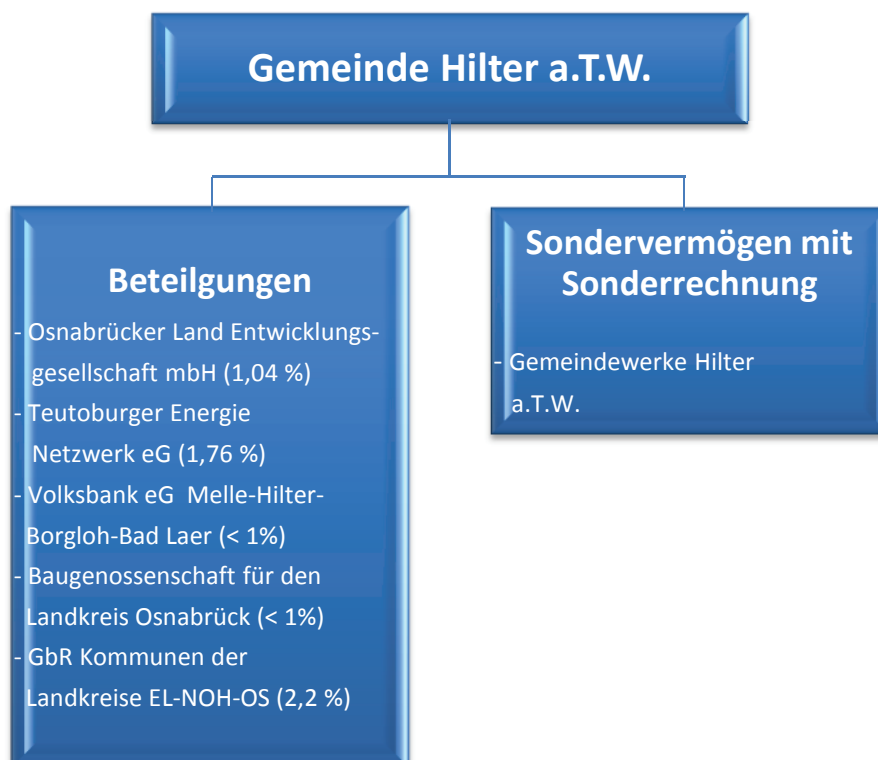 Gemeinde Hilter a.T.W.
Beteilgungen
- Osnabrücker Land Entwicklungs-
gesellschaft mbH (1,04 %)
- Teutoburger Energie
Netzwerk eG (1,76 %)
- Volksbank eG  Melle-Hilter-
Borgloh-Bad Laer (< 1%)
- Baugenossenschaft für den
Landkreis Osnabrück (< 1%)
- GbR Kommunen der
Landkreise EL-NOH-OS (2,2 %)
Sondervermögen mit
Sonderrechnung
- Gemeindewerke Hilter
a.T.W.